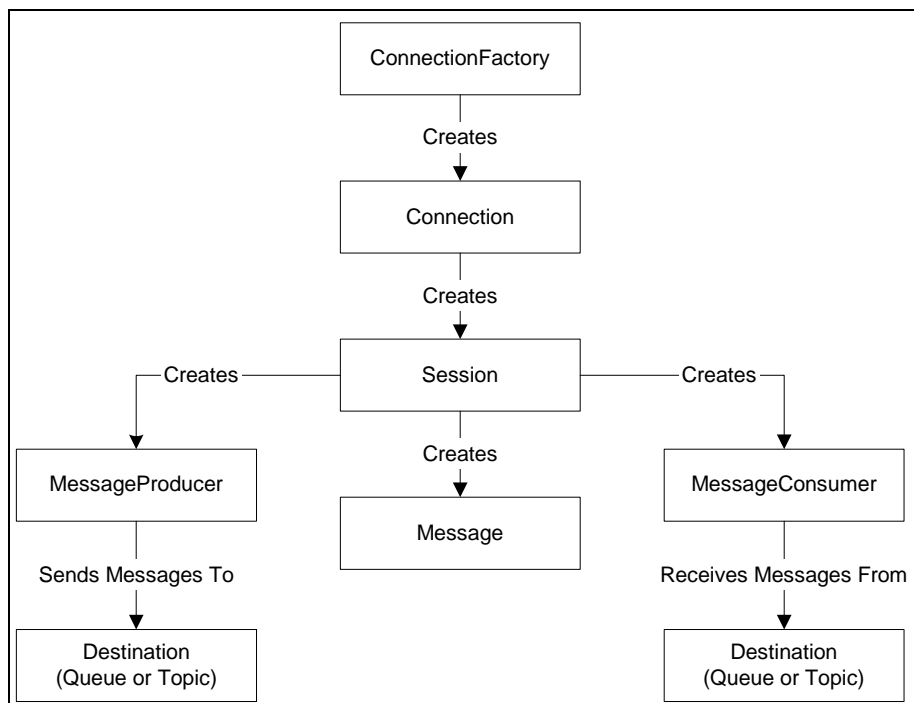 ConnectionFactory
Creates
Connection
Creates
Creates
Session
Creates
MessageProducer
Creates
MessageConsumer
Message
Sends Messages To
Receives Messages From
Destination
(Queue or Topic)
Destination
(Queue or Topic)